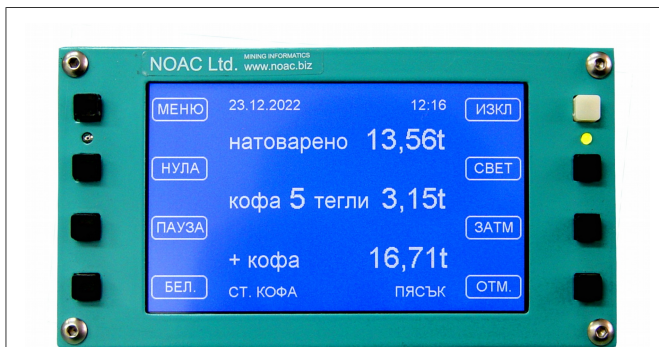 NOAC Ltd. MINING INFORMATICS www.noac.biz
МЕНЮ 23.12.2022 12:16 ИЗКЛ
натоварено 13,56t
НУЛА СВЕТ
кофа 5 тегли 3,15t
ПАУЗА ЗАТМ
+ кофа 16,71t
БЕЛ. СТ. КОФА ПЯСЪК ОТМ.